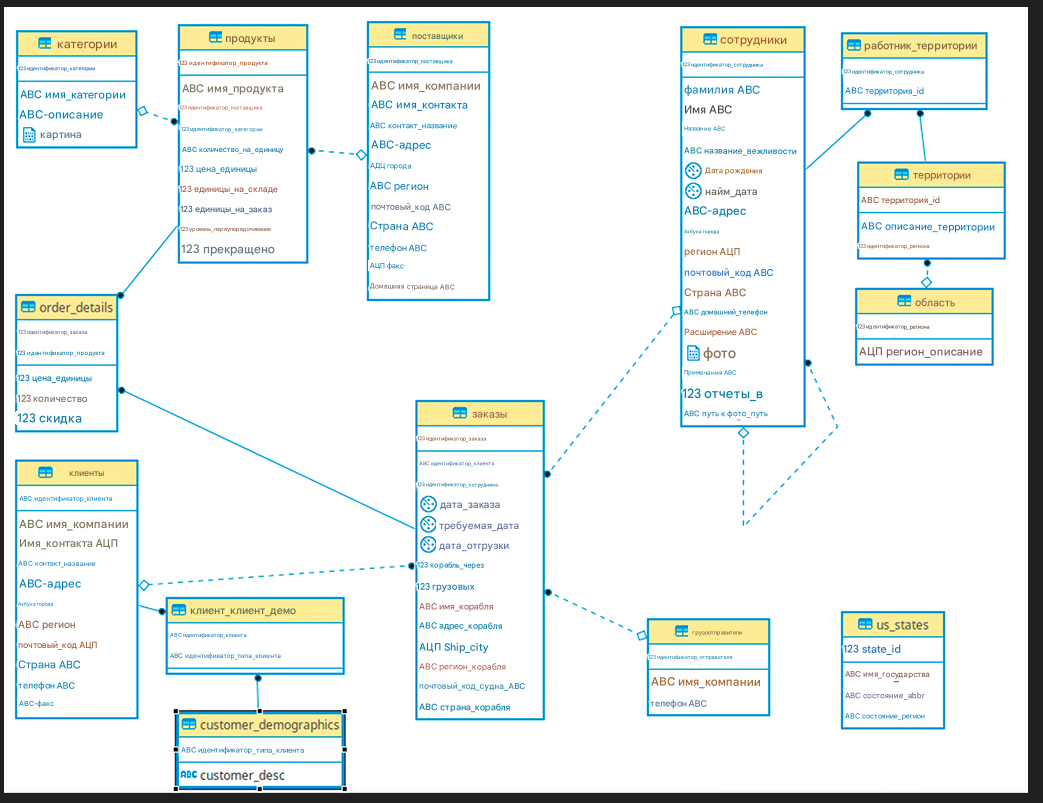 категории
123 идентификатор_категории
ABC имя_категории
ABC-описание
картина
продукты
123 идентификатор_продукта
ABC имя_продукта
123 идентификатор_поставщика
123 идентификатор_категории
ABC количество_на_единицу
123 цена_единицы
123 единицы_на_складе
123 единицы_на_заказ
123 уровень_переупорядочивания
123 прекращено
поставщики
123 идентификатор_поставщика
ABC имя_компании
ABC имя_контакта
ABC контакт_название
ABC-адрес
АДЦ города
ABC регион
почтовый_код ABC
Страна ABC
телефон ABC
АЦП факс
Домашняя страница ABC
сотрудники
123 идентификатор_сотрудника
фамилия ABC
Имя ABC
Название ABC
ABC название_вежливости
Дата рождения
найм_дата
ABC-адрес
Азбука города
регион АЦП
почтовый_код ABC
Страна ABC
ABC домашний_телефон
Расширение ABC
фото
Примечания ABC
123 отчеты_в
ABC путь к фото_путь
работник_территории
123 идентификатор_сотрудника
ABC территория_id
территории
ABC территория_id
ABC описание_территории
123 идентификатор_региона
область
123 идентификатор_региона
АЦП регион_описание
order_details
123 идентификатор_заказа
123 идентификатор_продукта
123 цена_единицы
123 количество
123 скидка
заказы
123 идентификатор_заказа
ABC идентификатор_клиента
123 идентификатор_сотрудника
дата_заказа
требуемая_дата
дата_отгрузки
123 корабль_через
123 грузовых
ABC имя_корабля
ABC адрес_корабля
АЦП Ship_city
ABC регион_корабля
почтовый_код_судна_ABC
ABC страна_корабля
клиенты
ABC идентификатор_клиента
ABC имя_компании
Имя_контакта АЦП
ABC контакт_название
ABC-адрес
Азбука города
ABC регион
почтовый_код АЦП
Страна ABC
телефон ABC
ABC-факс
клиент_клиент_демо
ABC идентификатор_клиента
ABC идентификатор_типа_клиента
customer_demographics
ABC идентификатор_типа_клиента
ABC customer_desc
грузоотправители
123 идентификатор_отправителя
ABC имя_компании
телефон ABC
us_states
123 state_id
ABC имя_государства
ABC состояние_abbr
ABC состояние_регион